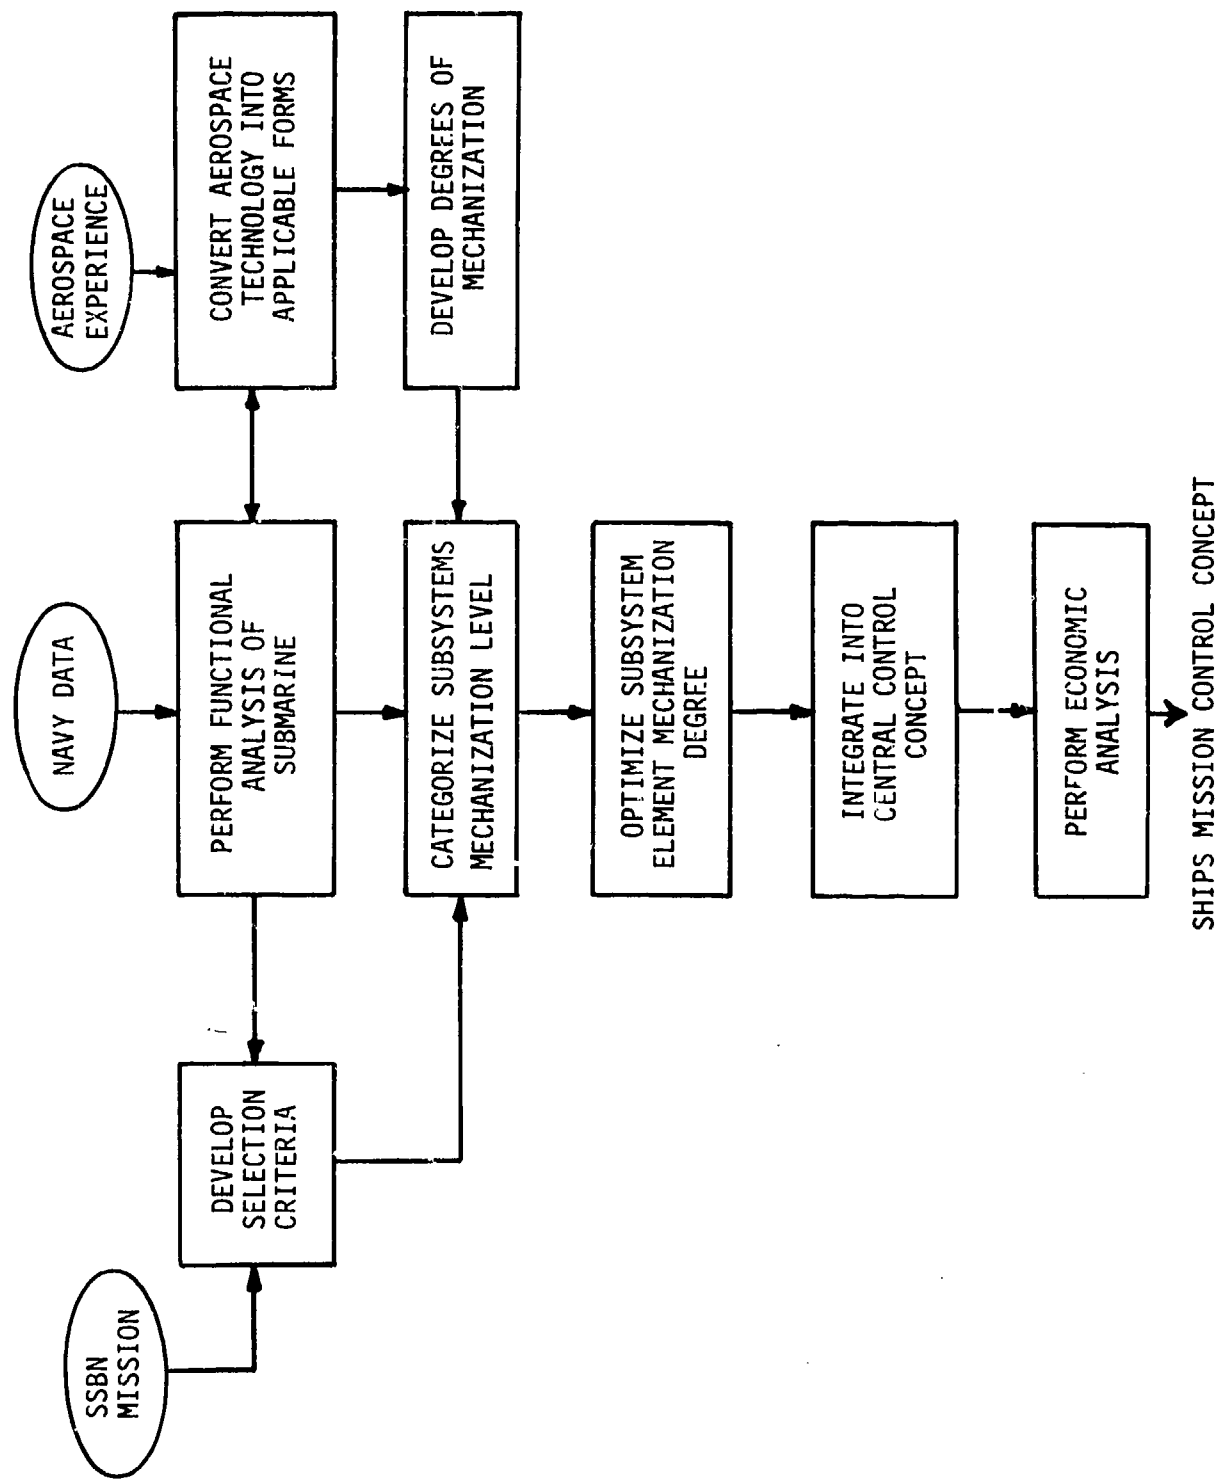 SSBN
MISSION
NAVY DATA
AEROSPACE
EXPERIENCE
DEVELOP
SELECTION
CRITERIA
PERFORM FUNCTIONAL
ANALYSIS OF
SUBMARINE
CONVERT AEROSPACE
TECHNOLOGY INTO
APPLICABLE FORMS
CATEGORIZE SUBSYSTEMS
MECHANIZATION LEVEL
DEVELOP DEGREES OF
MECHANIZATION
OPTIMIZE SUBSYSTEM
ELEMENT MECHANIZATION
DEGREE
INTEGRATE INTO
CENTRAL CONTROL
CONCEPT
PERFORM ECONOMIC
ANALYSIS
SHIPS MISSION CONTROL CONCEPT